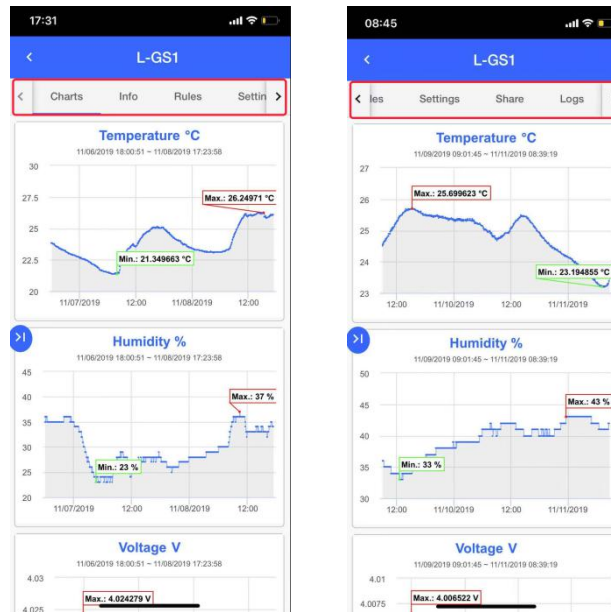 17:31
L-GS1
Charts Info Rules Settin
Temperature °C
11/06/2019 18:00:51 ~ 11/08/2019 17:23:58
30
27.5
Max.: 26.24971 °C
25
22.5
Min.: 21.349663 °C
20
11/07/2019 12:00 11/08/2019 12:00
Humidity %
11/06/2019 18:00:51 ~ 11/08/2019 17:23:58
45
40
Max.: 37 %
35
30
25
Min.: 23 %
20
11/07/2019 12:00 11/08/2019 12:00
Voltage V
11/06/2019 18:00:51 ~ 11/08/2019 17:23:58
4.03
Max.: 4.024279 V
4.025
08:45
L-GS1
les Settings Share Logs
Temperature °C
11/09/2019 09:01:45 ~ 11/11/2019 08:39:19
27
Max.: 25.699623 °C
26
25
24
Min.: 23.194855 °C
23
12:00 11/10/2019 12:00 11/11/2019
Humidity %
11/09/2019 09:01:45 ~ 11/11/2019 08:39:19
50
45
Max.: 43 %
40
35
Min.: 33 %
30
12:00 11/10/2019 12:00 11/11/2019
Voltage V
11/09/2019 09:01:45 ~ 11/11/2019 08:39:19
4.01
Max.: 4.006522 V
4.0075